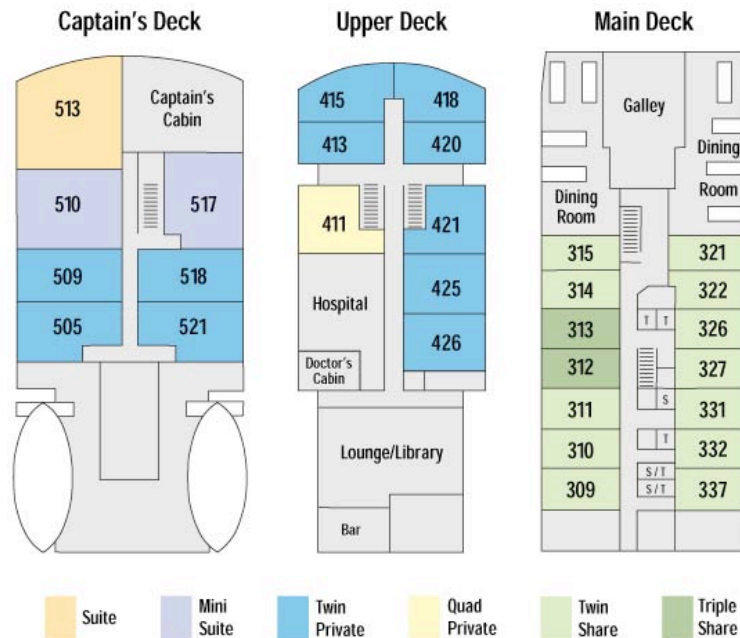 Captain's Deck
513
Captain's
Cabin
510
517
509
518
505
521
Upper Deck
415
418
413
420
411
421
Hospital
425
Doctor's
Cabin
426
Lounge/Library
Bar
Main Deck
Galley
Dining
Room
Dining
Room
315
321
314
322
313
T
T
326
312
327
311
S
331
310
T
332
S/T
309
S/T
337
Suite
Mini
Suite
Twin
Private
Quad
Private
Twin
Share
Triple
Share